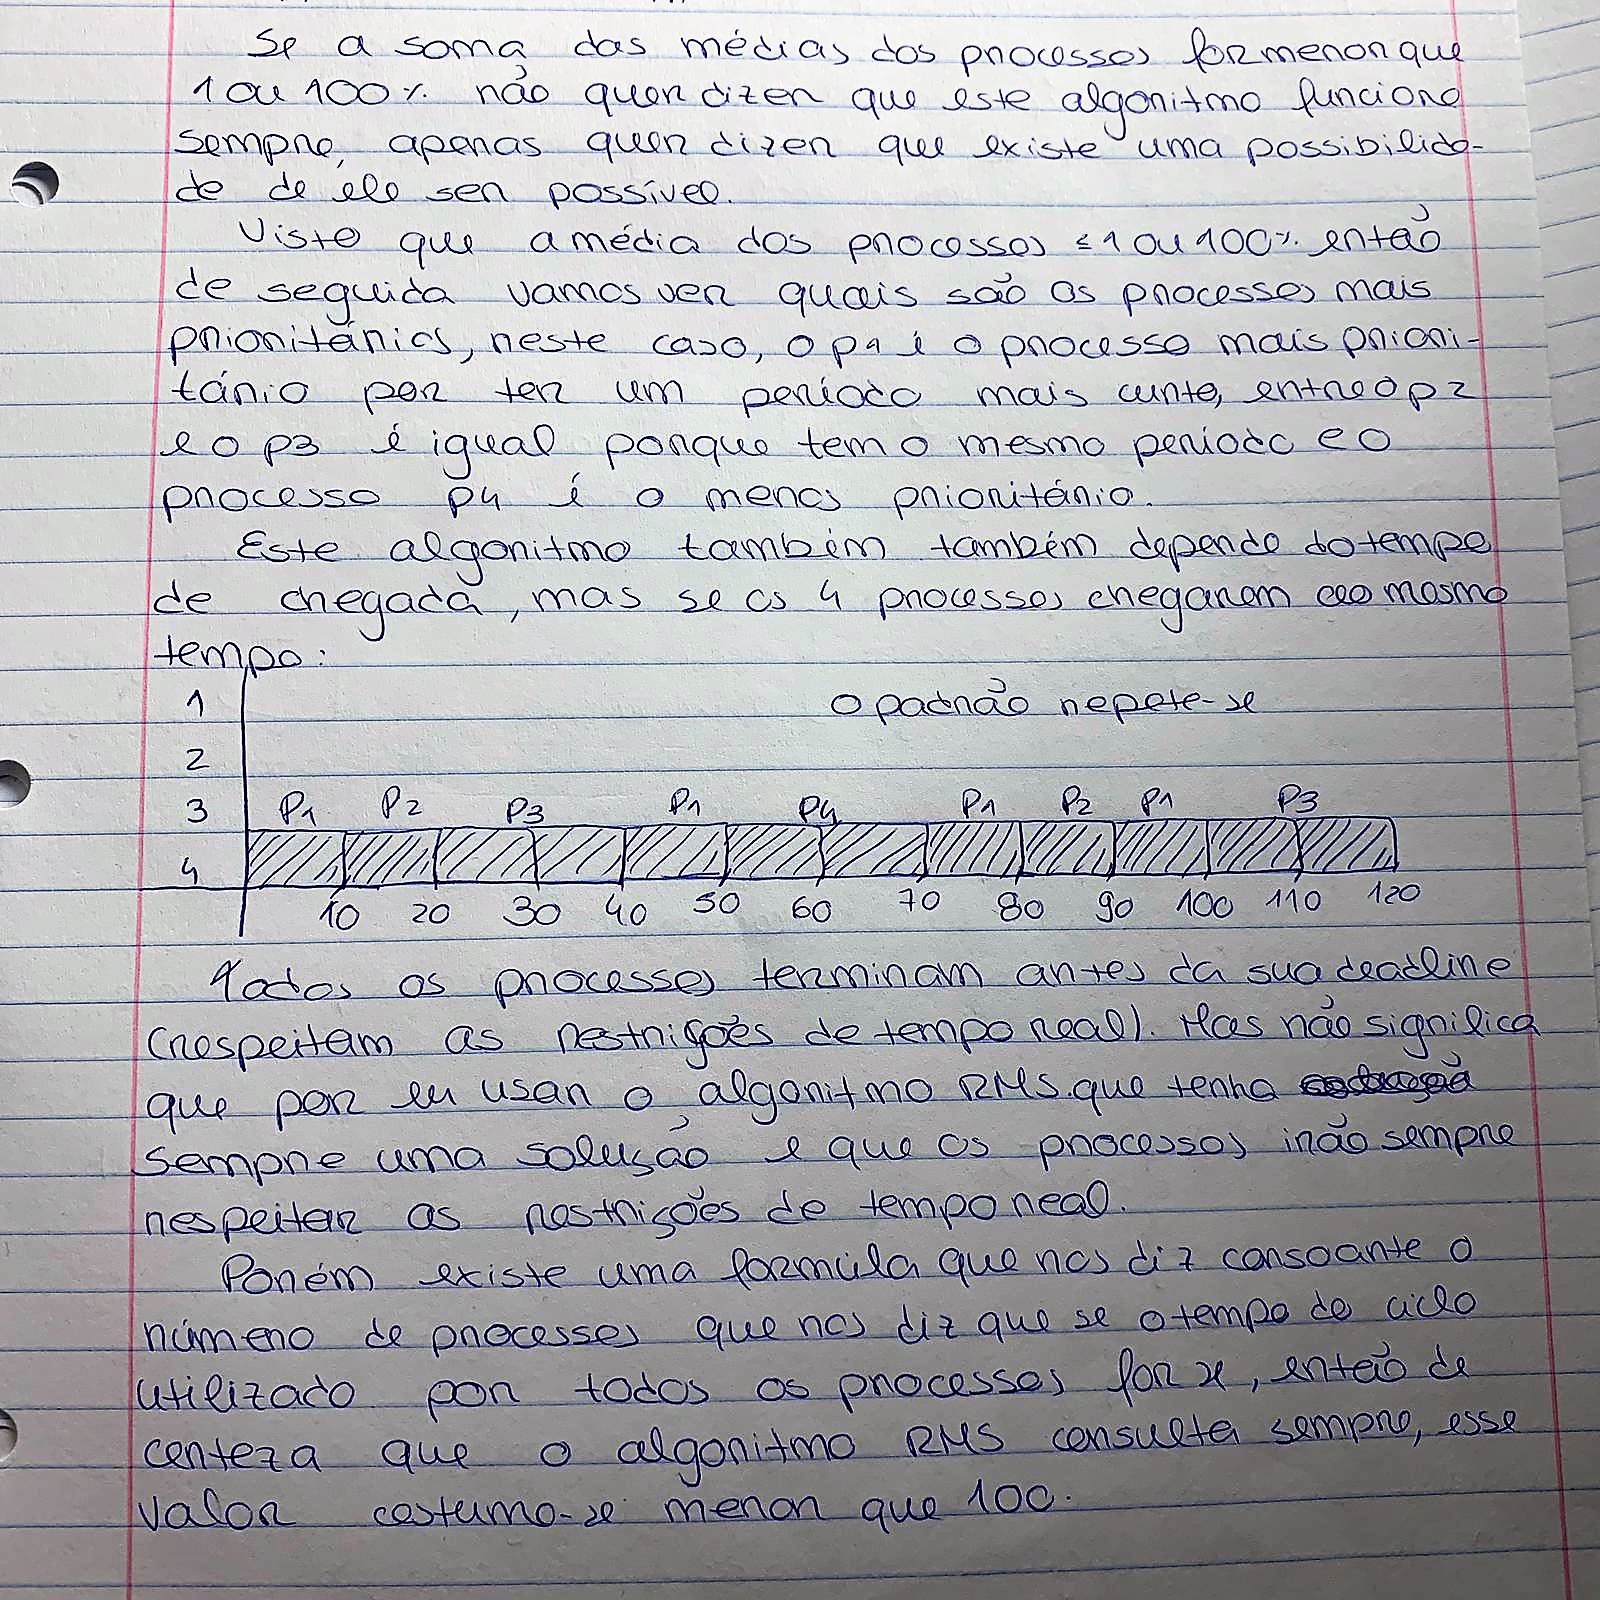 Se a soma das médias dos processos for menor que
1 ou 100% não quer dizer que este algoritmo funcione
sempre, apenas quer dizer que existe uma possibilida-
de de ele ser possível.
Visto que a média dos processos ≤ 1 ou 100% então
de seguida vamos ver quais são os processos mais
prioritários, neste caso, o p1 é o processo mais priori-
tário por ter um período mais curto, entre o p2
e o p3 é igual porque tem o mesmo período e o
processo p4 é o menos prioritário.
Este algoritmo também também depende do tempo
de chegada, mas se os 4 processos chegarem ao mesmo
tempo:
1 O padrão repete-se
2
3 P1 P2 P3 P1 P4 P1 P2 P1 P3
4
10 20 30 40 50 60 70 80 90 100 110 120
Todos os processos terminam antes da sua deadline
(respeitam as restrições de tempo real). Mas não significa
que por eu usar o algoritmo RMS que tenha
sempre uma solução e que os processos irão sempre
respeitar as restrições de tempo real.
Porém existe uma formula que nos diz consoante o
número de processos que nos diz que se o tempo de ciclo
utilizado por todos os processos for x, então de
certeza que o algoritmo RMS consulta sempre, esse
valor costuma-se menor que 100.